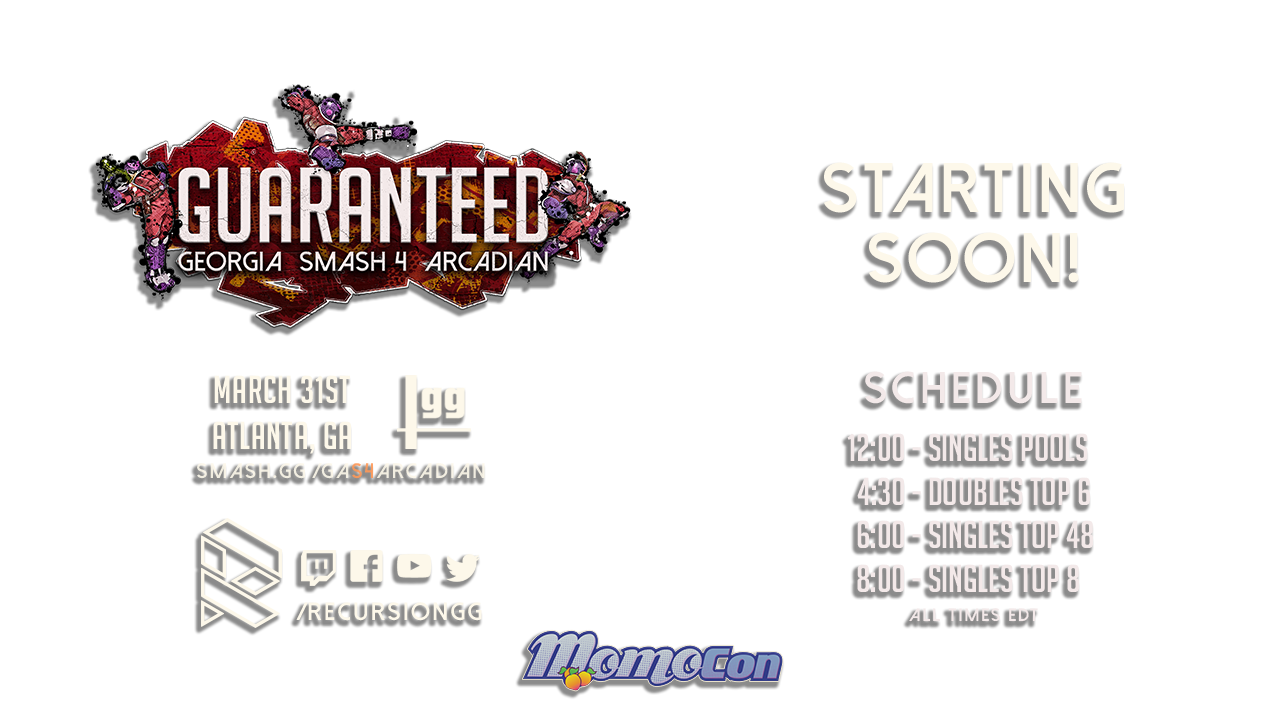 GUARANTEED
GEORGIA SMASH 4 ARCADIAN
STARTING
SOON!
MARCH 31ST
ATLANTA, GA
gg
SMASH.GG/GAS4ARCADIAN
/RECURSIONGG
SCHEDULE
12:00 - SINGLES POOLS
4:30 - DOUBLES TOP 6
6:00 - SINGLES TOP 48
8:00 - SINGLES TOP 8
ALL TIMES EDT
MomoCon